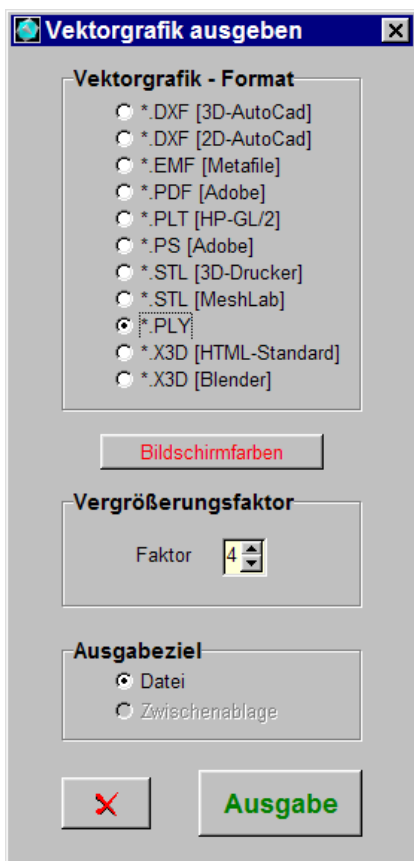 Vektorgrafik ausgeben
Vektorgrafik - Format
*.DXF [3D-AutoCad]
*.DXF [2D-AutoCad]
*.EMF [Metafile]
*.PDF [Adobe]
*.PLT [HP-GL/2]
*.PS [Adobe]
*.STL [3D-Drucker]
*.STL [MeshLab]
*.PLY
*.X3D [HTML-Standard]
*.X3D [Blender]
Bildschirmfarben
Vergrößerungsfaktor
Faktor 4
Ausgabeziel
Datei
Zwischenablage
Ausgabe